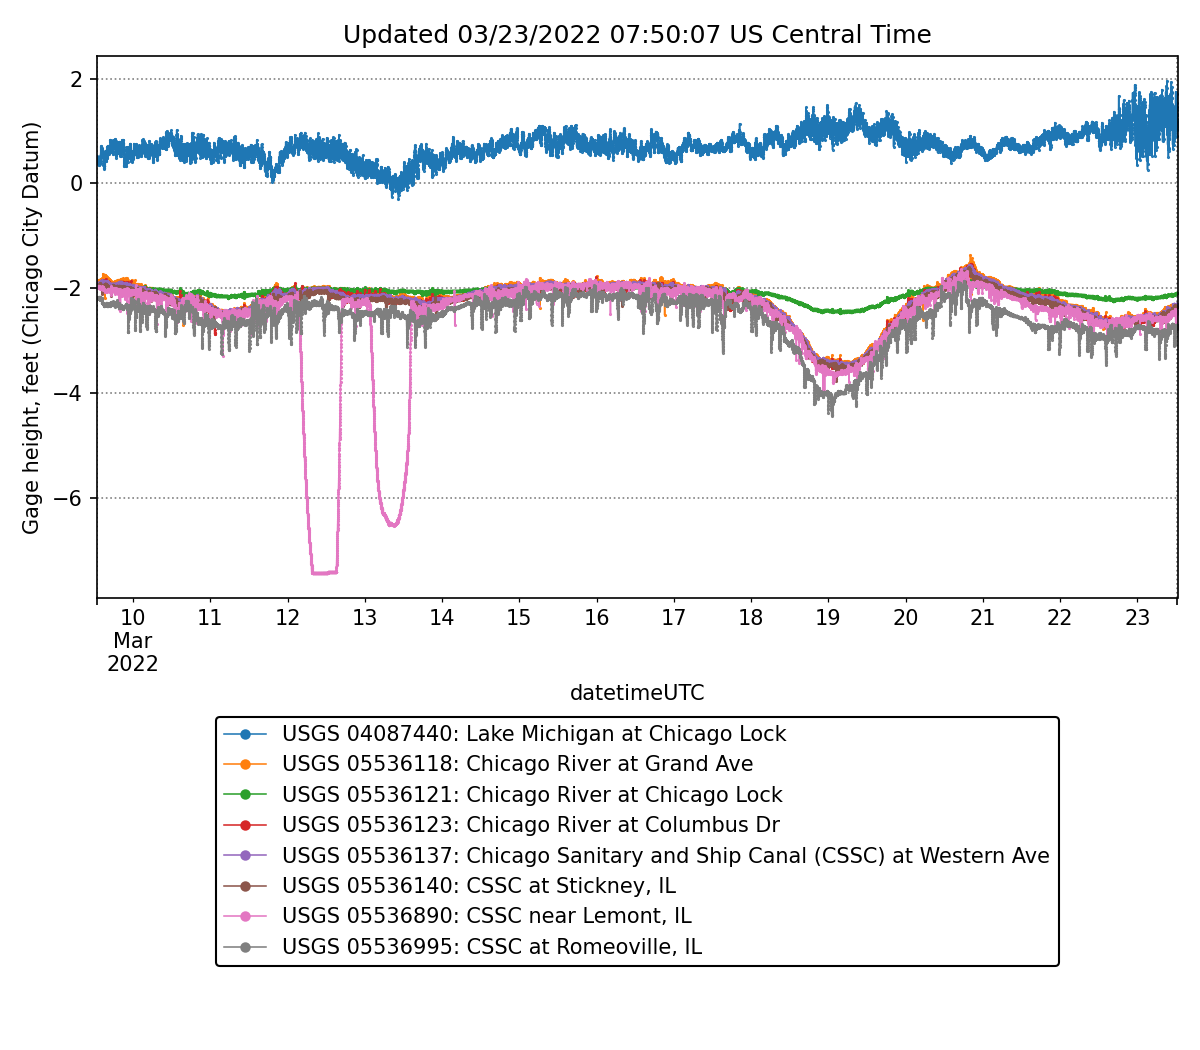 Updated 03/23/2022 07:50:07 US Central Time
Gage height, feet (Chicago City Datum)
2
0
−2
−4
−6
10 11 12 13 14 15 16 17 18 19 20 21 22 23
Mar
2022
datetimeUTC
USGS 04087440: Lake Michigan at Chicago Lock
USGS 05536118: Chicago River at Grand Ave
USGS 05536121: Chicago River at Chicago Lock
USGS 05536123: Chicago River at Columbus Dr
USGS 05536137: Chicago Sanitary and Ship Canal (CSSC) at Western Ave
USGS 05536140: CSSC at Stickney, IL
USGS 05536890: CSSC near Lemont, IL
USGS 05536995: CSSC at Romeoville, IL